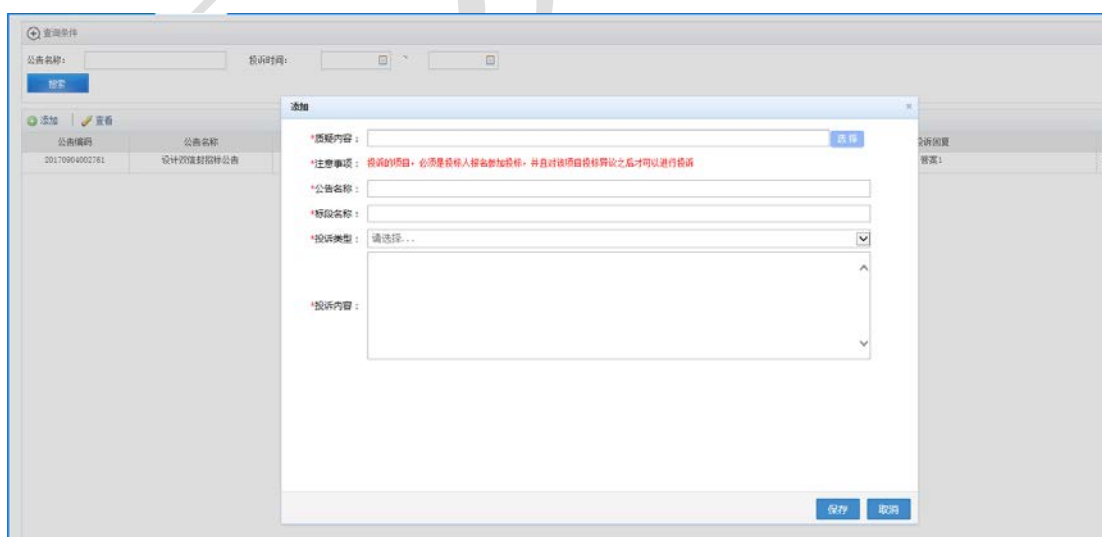 查询条件
公告名称： 投诉时间： ~
搜索
添加 查看
公告编码 公告名称 投诉回复
20170904002761 设计双信封招标公告 答案1
添加 ×
*质疑内容： 选择
*注意事项： 投诉的项目，必须是投标人报名参加投标，并且对该项目投标异议之后才可以进行投诉
*公告名称：
*标段名称：
*投诉类型： 请选择...
*投诉内容：
保存 取消